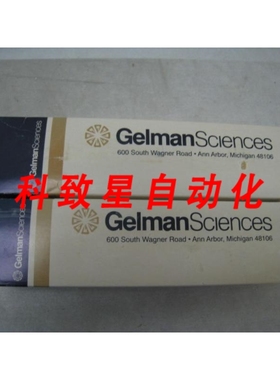 GelmanSciences
600 South Wagner Road • Ann Arbor, Michigan 48106
科致星自动化
GelmanSciences
GelmanSciences
600 South Wagner Road • Ann Arbor, Michigan 48106